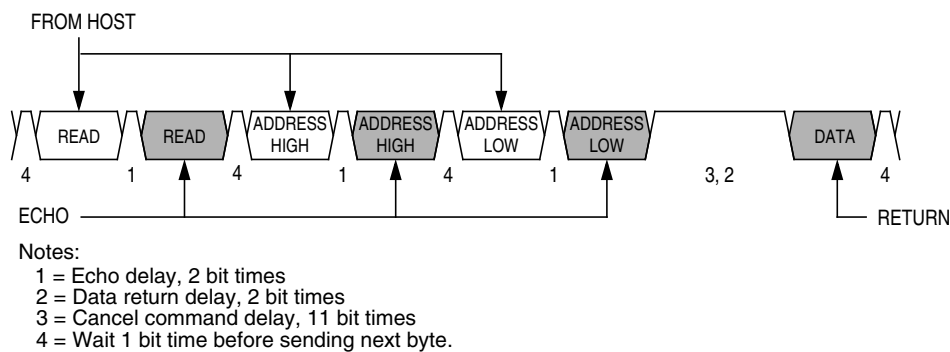 FROM HOST
READ READ ADDRESS HIGH ADDRESS HIGH ADDRESS LOW ADDRESS LOW DATA
4 1 4 1 4 1 3, 2 4
ECHO RETURN
Notes:
1 = Echo delay, 2 bit times
2 = Data return delay, 2 bit times
3 = Cancel command delay, 11 bit times
4 = Wait 1 bit time before sending next byte.